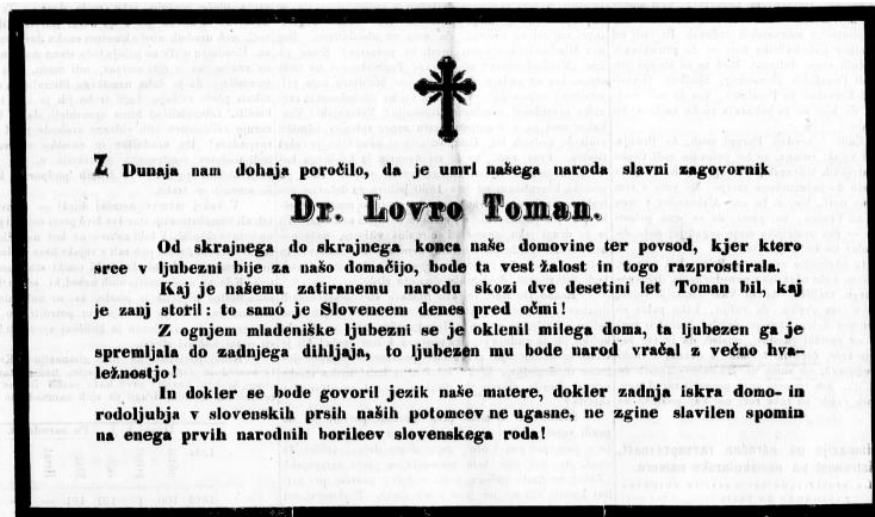 Z Dunaja nam dohaja poročilo, da je umrl našega naroda slavni zagovornik
Dr. Lovro Toman.
Od skrajnega do skrajnega konca naše domovine ter povsod, kjer ktero
srce v ljubezni bije za našo domačijo, bode ta vest žalost in togo razprostirala.
Kaj je našemu zatiranemu narodu skozi dve desetini let Toman bil, kaj
je zanj storil: to samó je Slovencem denes pred očmi!
Z ognjem mladeniške ljubezni se je oklenil milega doma, ta ljubezen ga je
spremljala do zadnjega dihljaja, to ljubezen mu bode narod vračal z večno hva-
ležnostjo!
In dokler se bode govoril jezik naše matere, dokler zadnja iskra domo- in
rodoljubja v slovenskih prsih naših potomcev ne ugasne, ne zgine slavilen spomin
na enega prvih narodnih borilcev slovenskega roda!